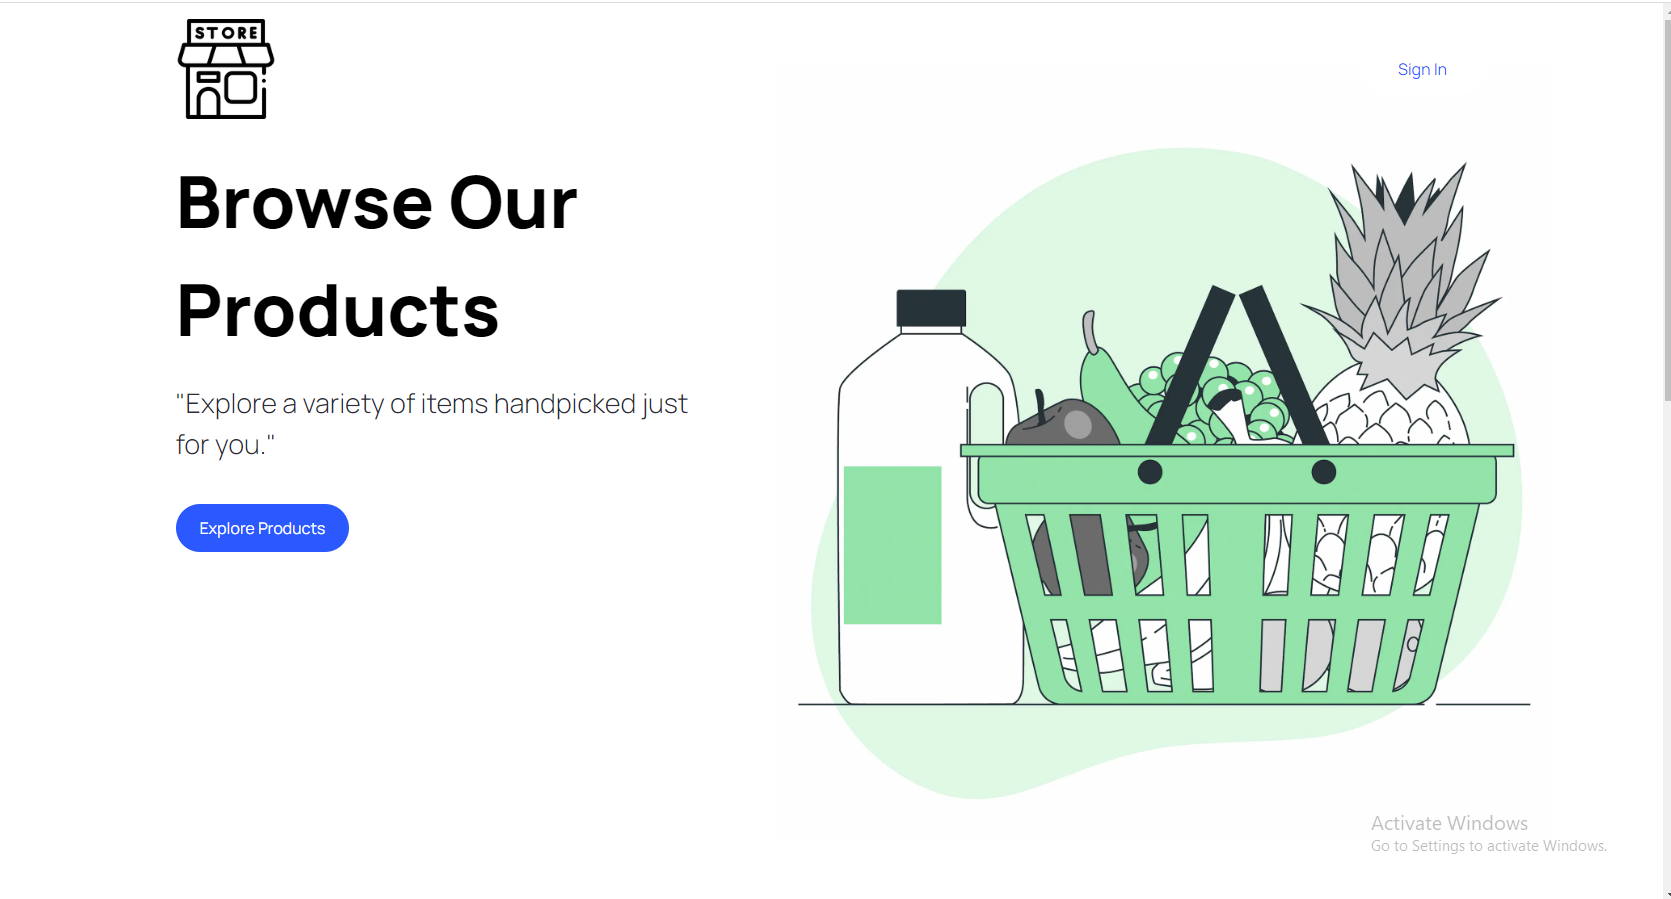 STORE
Sign In
Browse Our
Products
"Explore a variety of items handpicked just
for you."
Explore Products
Activate Windows
Go to Settings to activate Windows.